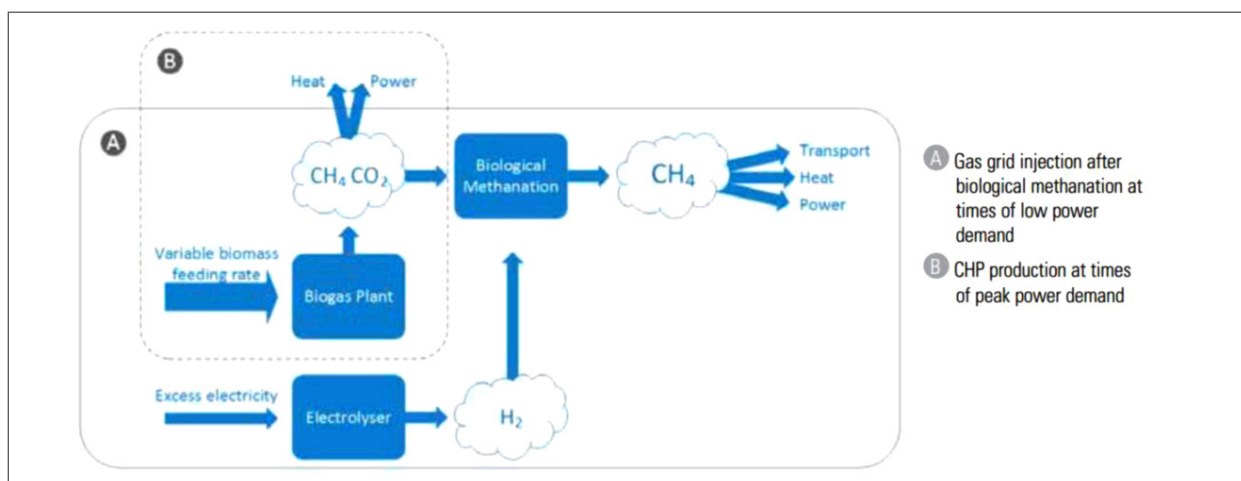 B
Heat Power
A
CH₄ CO₂
Biological
Methanation
CH₄
Transport
Heat
Power
Variable biomass
feeding rate
Biogas Plant
Excess electricity
Electrolyser
H₂
A Gas grid injection after
biological methanation at
times of low power
demand
B CHP production at times
of peak power demand